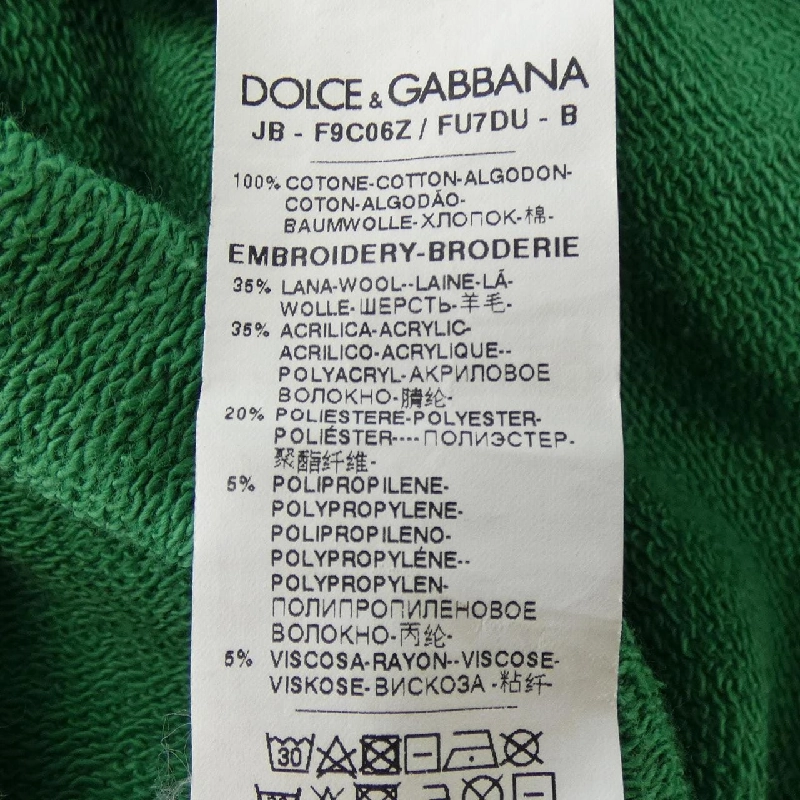 DOLCE & GABBANA
JB - F9C06Z / FU7DU - B
100% COTONE-COTTON-ALGODON-
COTON-ALGODÃO-
BAUMWOLLE-ХЛОПОК-棉-
EMBROIDERY-BRODERIE
35% LANA-WOOL--LAINE-LÃ-
WOLLE-ШЕРСТЬ-羊毛-
35% ACRILICA-ACRYLIC-
ACRILICO-ACRYLIQUE--
POLYACRYL-АКРИЛОВОЕ
ВОЛОКНО-腈纶-
20% POLIESTERE-POLYESTER-
POLIÉSTER----ПОЛИЭСТЕР-
聚酯纤维-
5% POLIPROPILENE-
POLYPROPYLENE-
POLIPROPILENO-
POLYPROPYLÉNE--
POLYPROPYLEN-
ПОЛИПРОПИЛЕНОВОЕ
ВОЛОКНО-丙纶-
5% VISCOSA-RAYON--VISCOSE-
VISKOSE-ВИСКОЗА -粘纤-
30